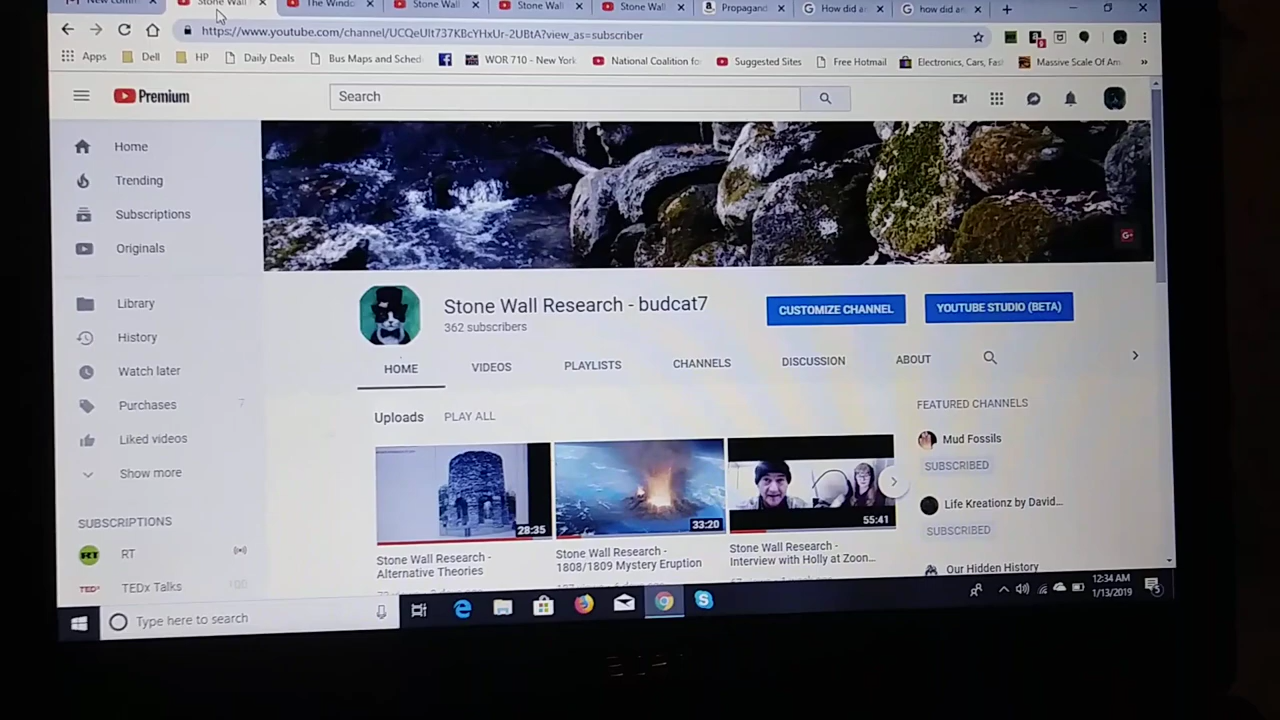 Stone Wall
The Windo
Stone Wall
Stone Wall
Stone Wall
Propagand
How did a
how did a
https://www.youtube.com/channel/UCQeUlt737KBcYHxUr-2UBtA?view_as=subscriber
Apps Dell HP Daily Deals Bus Maps and Sched WOR 710 - New York National Coalition fo Suggested Sites Free Hotmail Electronics, Cars, Fas Massive Scale Of Am »
Premium
Search
Home
Trending
Subscriptions
Originals
Library
History
Watch later
Purchases 7
Liked videos
Show more
SUBSCRIPTIONS
RT
TEDx Talks 100
Stone Wall Research - budcat7
362 subscribers
CUSTOMIZE CHANNEL
YOUTUBE STUDIO (BETA)
HOME VIDEOS PLAYLISTS CHANNELS DISCUSSION ABOUT
Uploads PLAY ALL
28:35
Stone Wall Research -
Alternative Theories
33:20
Stone Wall Research -
1808/1809 Mystery Eruption
55:41
Stone Wall Research -
Interview with Holly at Zoon...
FEATURED CHANNELS
Mud Fossils
SUBSCRIBED
Life Kreationz by David...
SUBSCRIBED
Our Hidden History
Type here to search
12:34 AM
1/13/2019
5